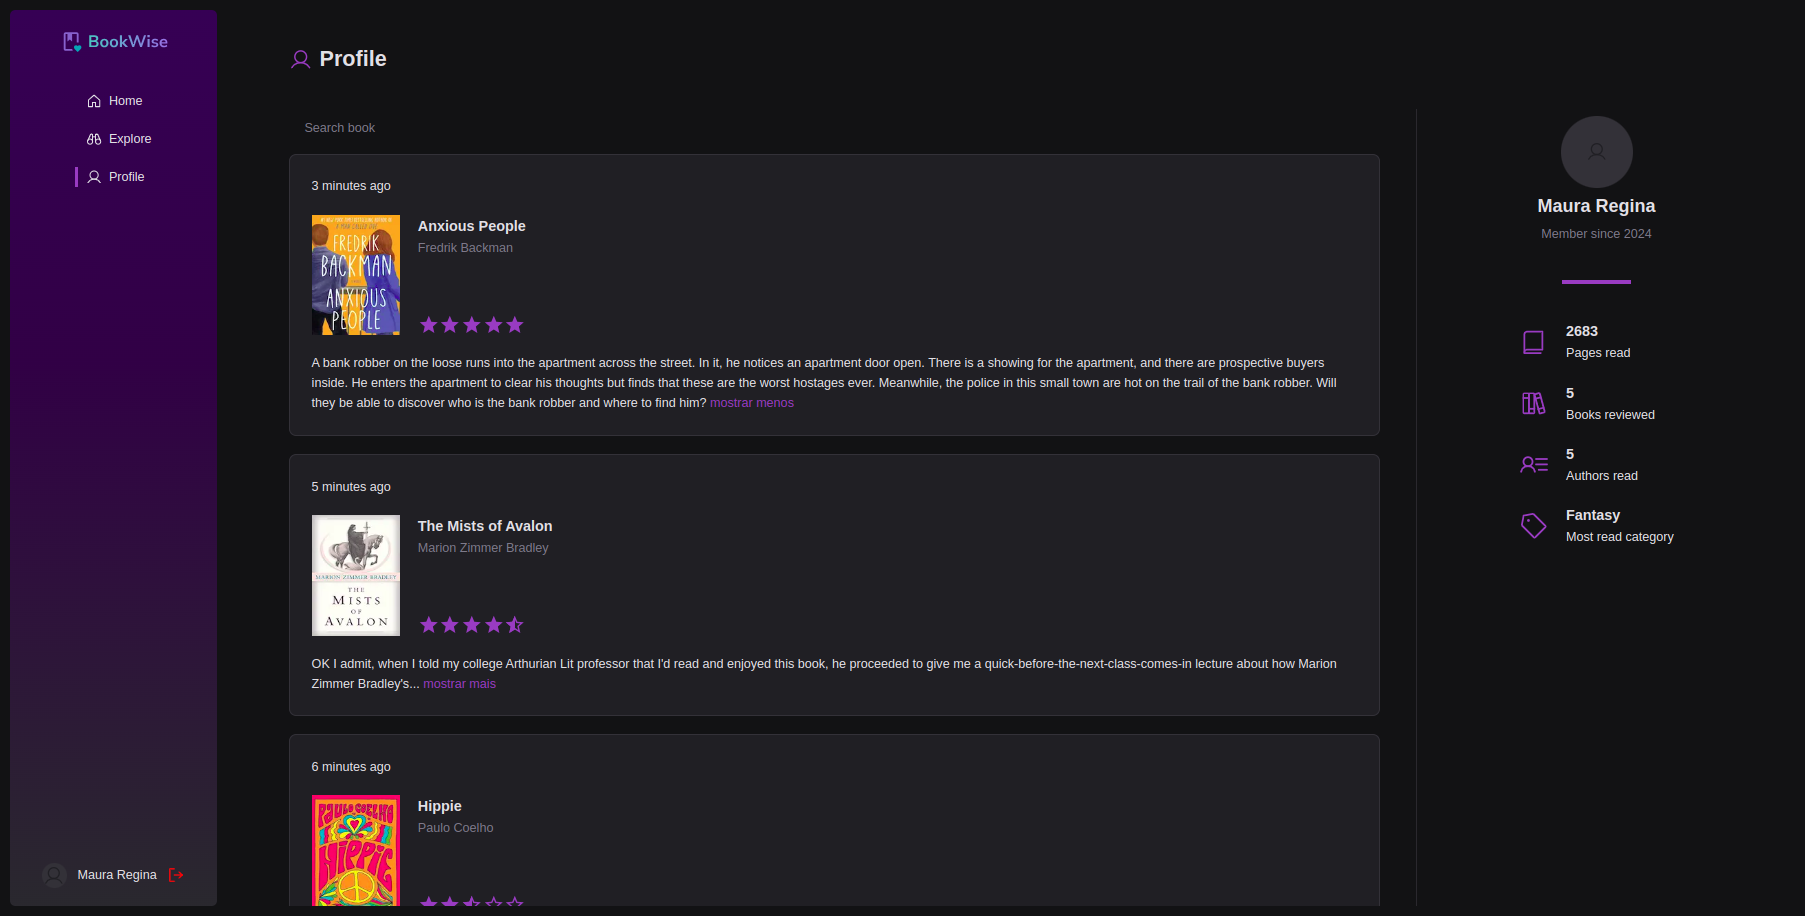 BookWise
Home
Explore
Profile
Maura Regina
Profile
Search book
3 minutes ago
FREDRIK
BACKMAN
ANXIOUS
PEOPLE
Anxious People
Fredrik Backman
A bank robber on the loose runs into the apartment across the street. In it, he notices an apartment door open. There is a showing for the apartment, and there are prospective buyers
inside. He enters the apartment to clear his thoughts but finds that these are the worst hostages ever. Meanwhile, the police in this small town are hot on the trail of the bank robber. Will
they be able to discover who is the bank robber and where to find him? mostrar menos
5 minutes ago
MARION ZIMMER BRADLEY
THE
MISTS
OF
AVALON
The Mists of Avalon
Marion Zimmer Bradley
OK I admit, when I told my college Arthurian Lit professor that I'd read and enjoyed this book, he proceeded to give me a quick-before-the-next-class-comes-in lecture about how Marion
Zimmer Bradley's... mostrar mais
6 minutes ago
PAULO COELHO
HIPPIE
Hippie
Paulo Coelho
Maura Regina
Member since 2024
2683
Pages read
5
Books reviewed
5
Authors read
Fantasy
Most read category